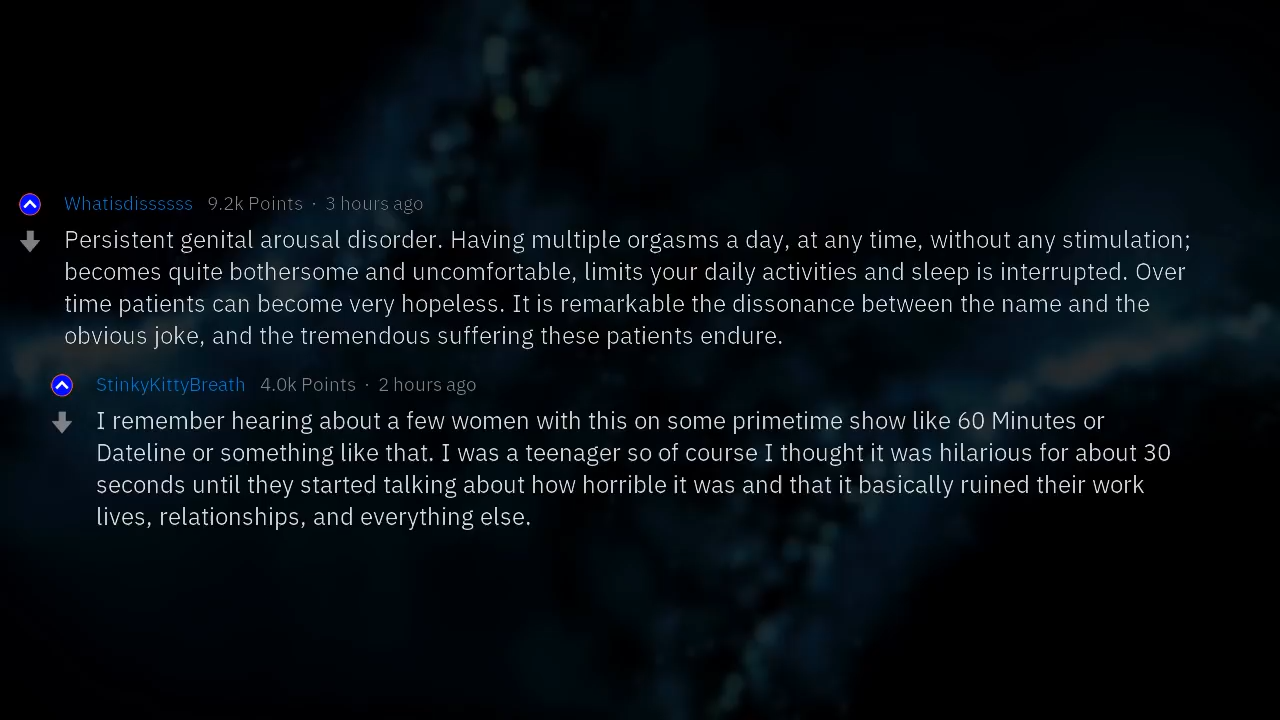 Whatisdissssss 9.2k Points · 3 hours ago
Persistent genital arousal disorder. Having multiple orgasms a day, at any time, without any stimulation;
becomes quite bothersome and uncomfortable, limits your daily activities and sleep is interrupted. Over
time patients can become very hopeless. It is remarkable the dissonance between the name and the
obvious joke, and the tremendous suffering these patients endure.
StinkyKittyBreath 4.0k Points · 2 hours ago
I remember hearing about a few women with this on some primetime show like 60 Minutes or
Dateline or something like that. I was a teenager so of course I thought it was hilarious for about 30
seconds until they started talking about how horrible it was and that it basically ruined their work
lives, relationships, and everything else.